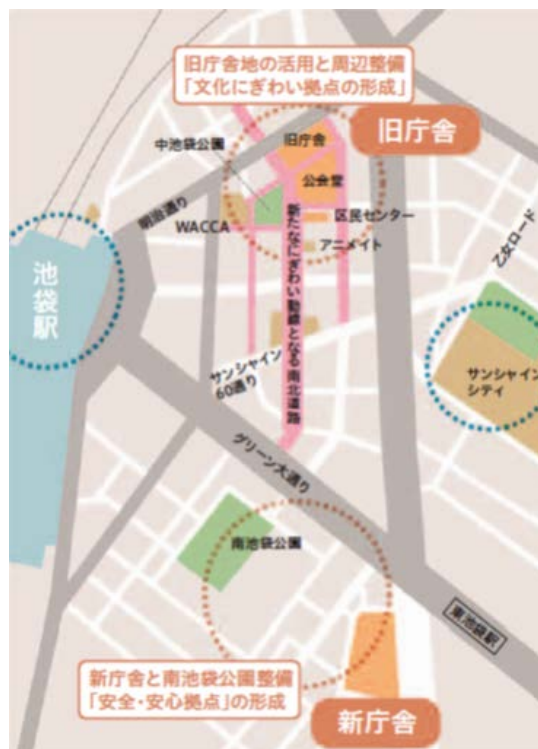 旧庁舎地の活用と周辺整備
「文化にぎわい拠点の形成」
旧庁舎
旧庁舎
中池袋公園
公会堂
明治通り
WACCA
区民センター
アニメイト
新たなにぎわい動線となる南北道路
乙女ロード
池袋駅
サンシャイン
60通り
サンシャイン
シティ
グリーン大通り
南池袋公園
東池袋駅
新庁舎と南池袋公園整備
「安全・安心拠点」の形成
新庁舎